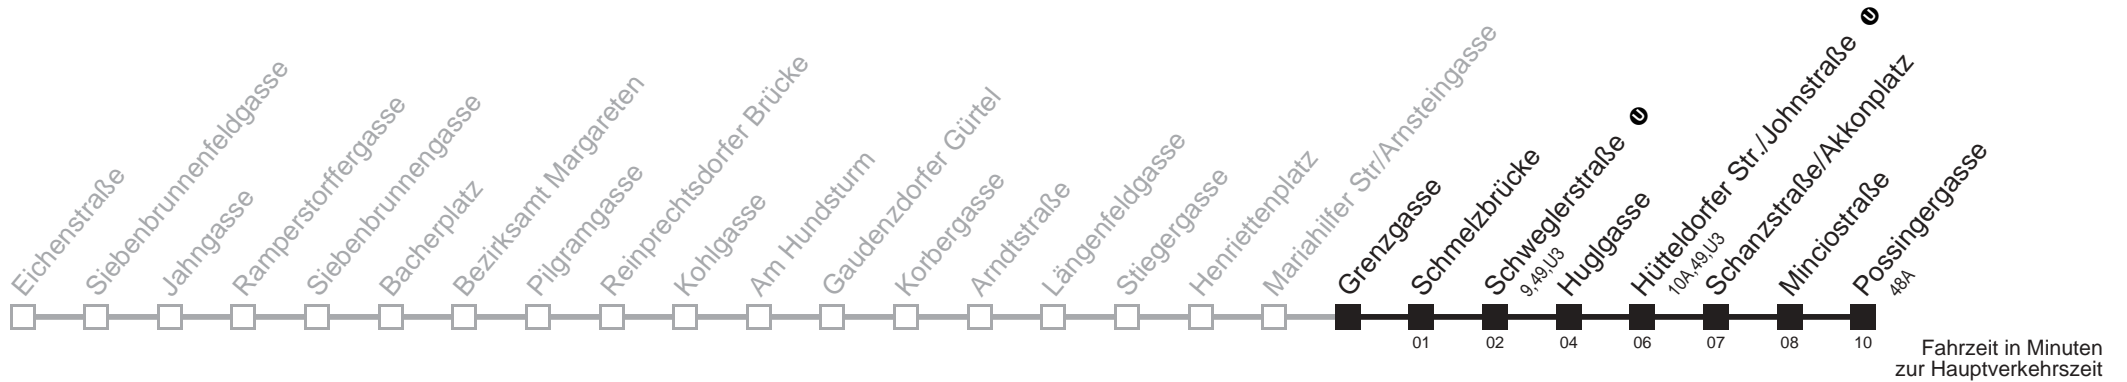 Eichenstraße
Siebenbrunnenfeldgasse
Jahngasse
Ramperstoffergasse
Siebenbrunnengasse
Bacherplatz
Bezirksamt Margareten
Pilgramgasse
Reinprechtsdorfer Brücke
Kohlgasse
Am Hundsturm
Gaudenzdorfer Gürtel
Korbergasse
Arndtstraße
Längenfeldgasse
Stiegergasse
Henriettenplatz
Mariahilfer Str/Arnsteingasse
Grenzgasse
Schmelzbrücke
Schweglerstraße U
9,49,U3
Huglgasse
Hütteldorfer Str./Johnstraße U
10A,49,U3
Schanzstraße/Akkonplatz
Minciostraße
Possingergasse
48A
01 02 04 06 07 08 10
Fahrzeit in Minuten
zur Hauptverkehrszeit